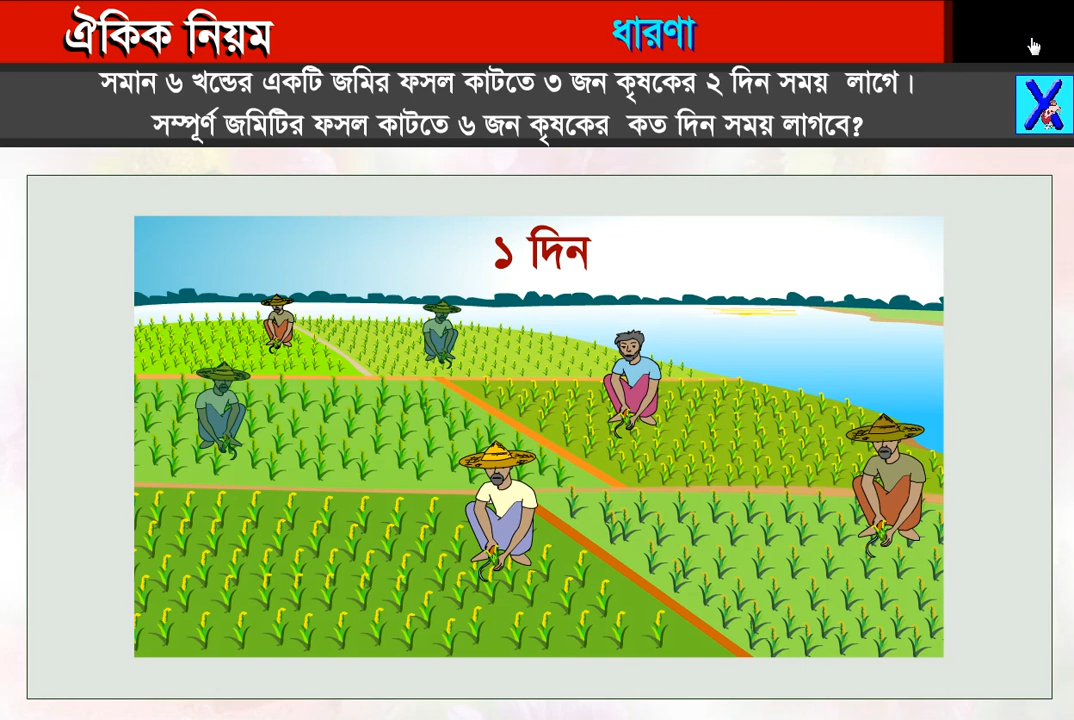 ঐকিক নিয়ম
ধারণা
সমান ৬ খন্ডের একটি জমির ফসল কাটতে ৩ জন কৃষকের ২ দিন সময় লাগে।
সম্পূর্ণ জমিটির ফসল কাটতে ৬ জন কৃষকের কত দিন সময় লাগবে?
X
১ দিন